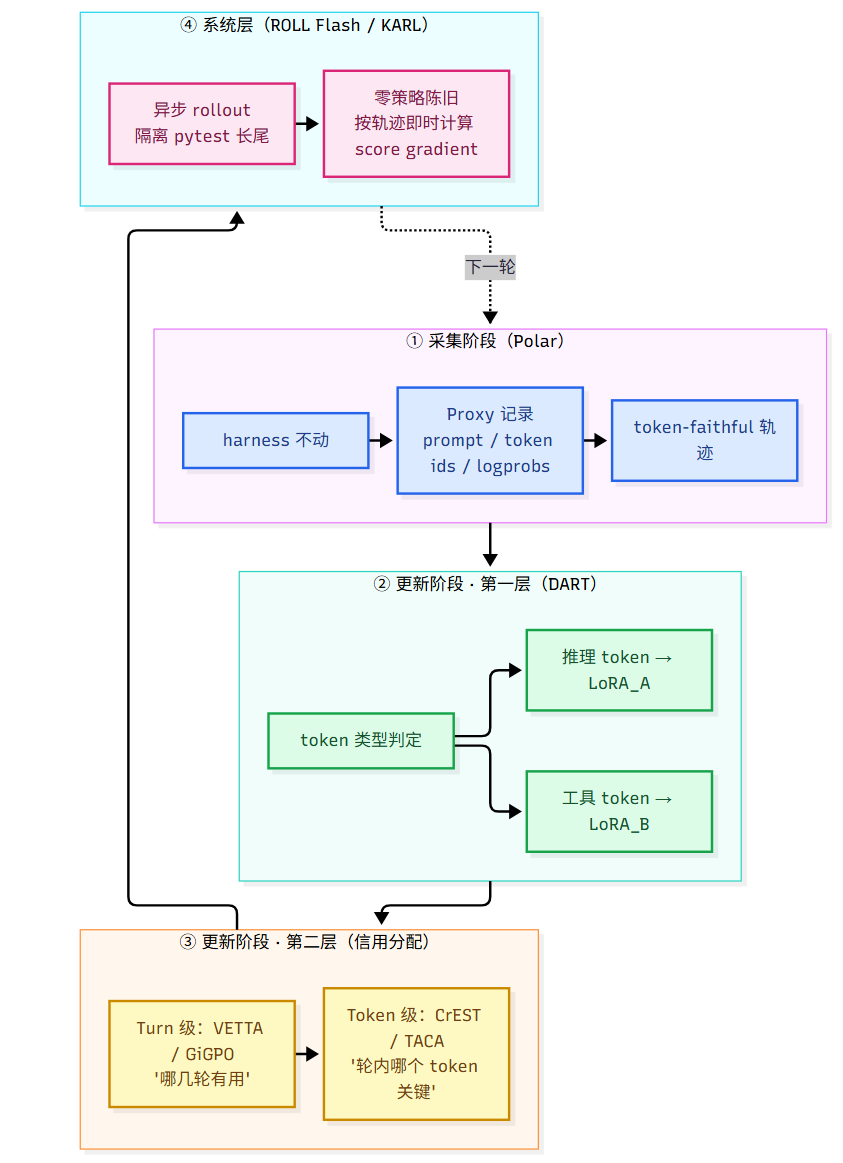 ④ 系统层（ROLL Flash / KARL）
异步 rollout
隔离 pytest 长尾
零策略陈旧
按轨迹即时计算
score gradient
下一轮
① 采集阶段（Polar）
harness 不动
Proxy 记录
prompt / token
ids / logprobs
token-faithful 轨
迹
② 更新阶段 · 第一层（DART）
token 类型判定
推理 token →
LoRA_A
工具 token →
LoRA_B
③ 更新阶段 · 第二层（信用分配）
Turn 级：VETTA
/ GiGPO
'哪几轮有用'
Token 级：CrEST
/ TACA
'轮内哪个 token
关键'